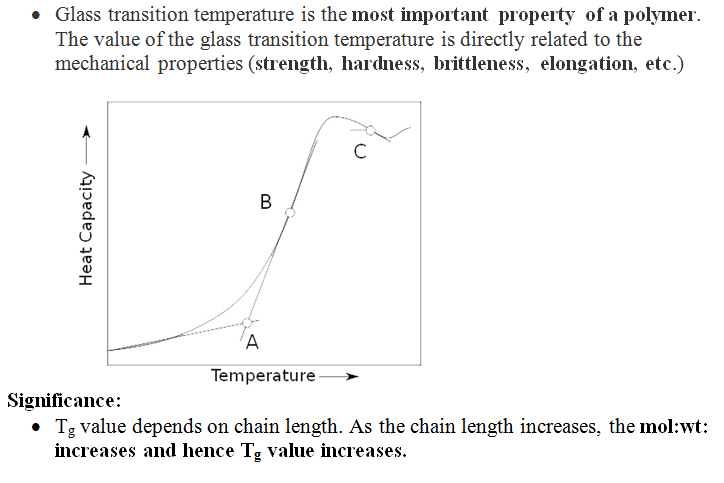 • Glass transition temperature is the most important property of a polymer.
The value of the glass transition temperature is directly related to the
mechanical properties (strength, hardness, brittleness, elongation, etc.)
Heat Capacity
C
B
A
Temperature
Significance:
• Tg value depends on chain length. As the chain length increases, the mol:wt:
increases and hence Tg value increases.